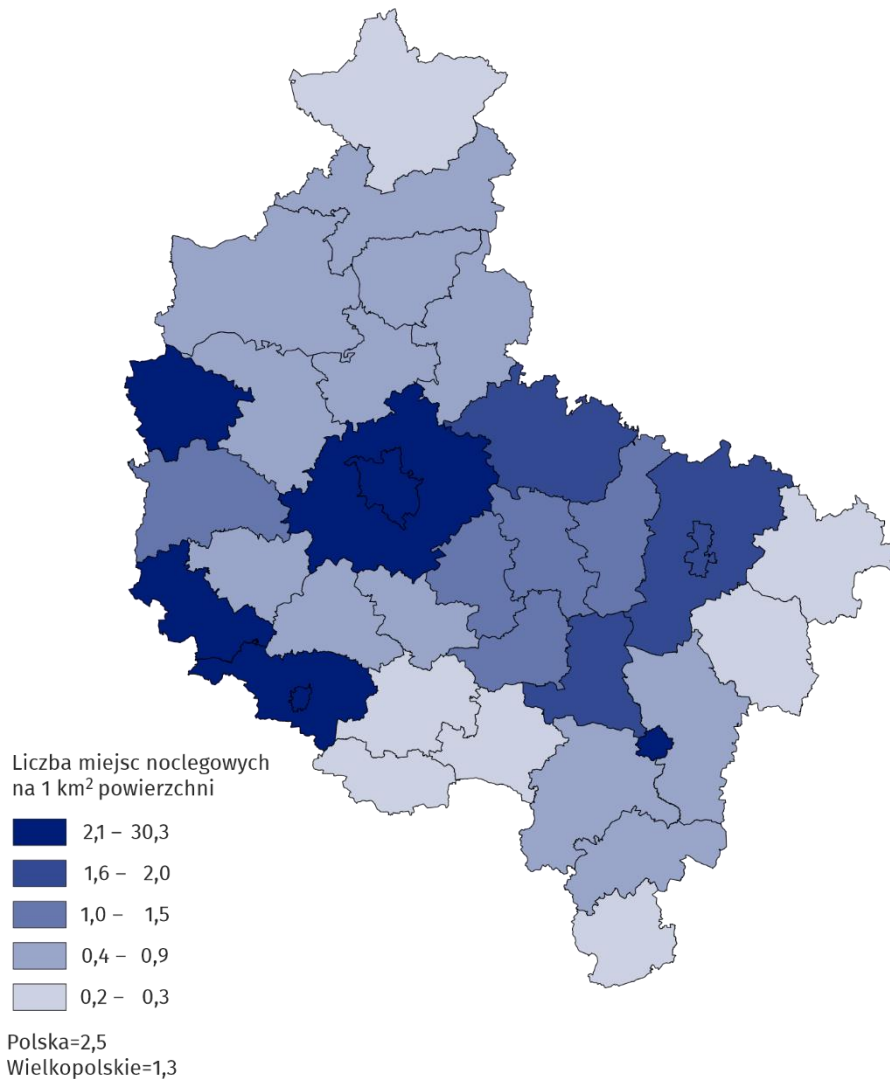 Liczba miejsc noclegowych
na 1 km² powierzchni
2,1 – 30,3
1,6 – 2,0
1,0 – 1,5
0,4 – 0,9
0,2 – 0,3
Polska=2,5
Wielkopolskie=1,3